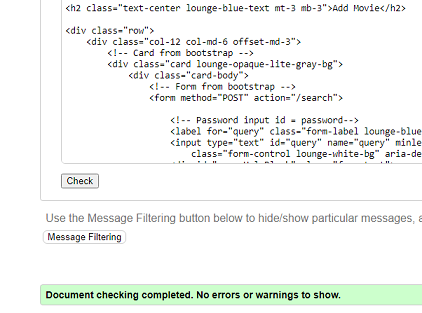 <h2 class="text-center lounge-blue-text mt-3 mb-3">Add Movie</h2>
<div class="row">
<div class="col-12 col-md-6 offset-md-3">
<!-- Card from bootstrap -->
<div class="card lounge-opaque-lite-gray-bg">
<div class="card-body">
<!-- Form from bootstrap -->
<form method="POST" action="/search">
<!-- Password input id = password-->
<label for="query" class="form-label lounge-blue
<input type="text" id="query" name="query" minle
class="form-control lounge-white-bg" aria-de
Check
Use the Message Filtering button below to hide/show particular messages, a
Message Filtering
Document checking completed. No errors or warnings to show.